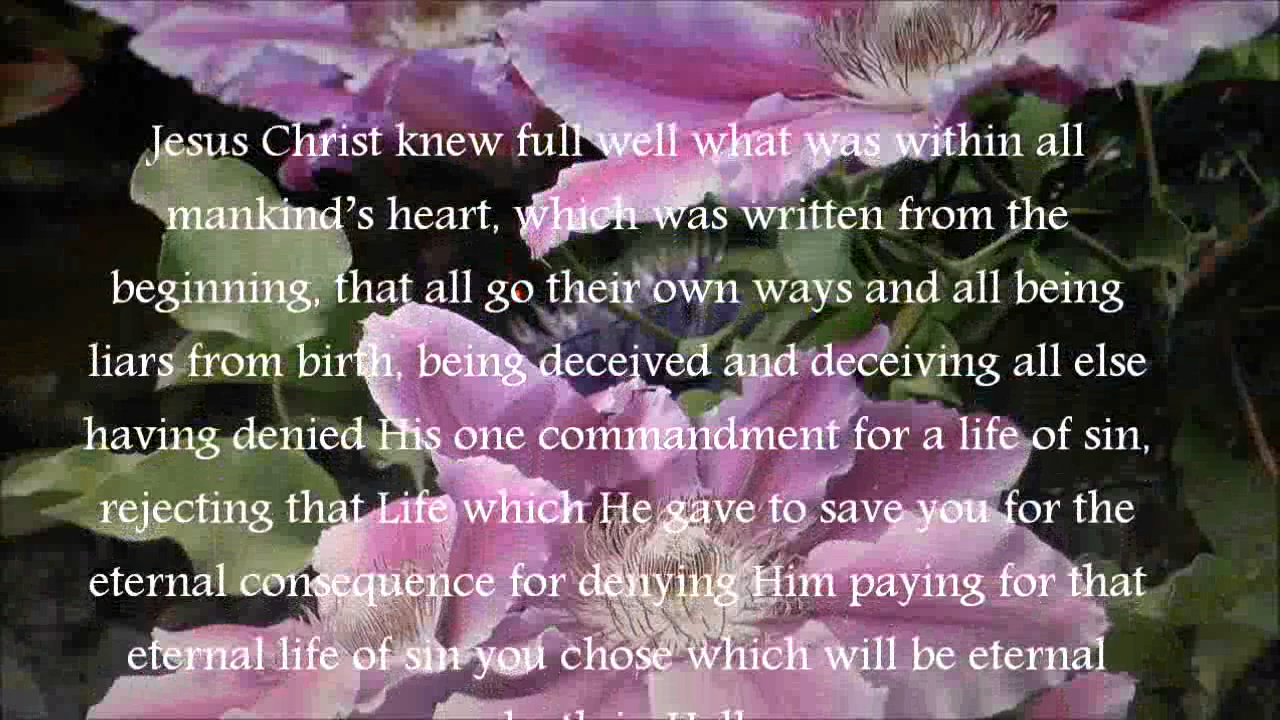 Jesus Christ knew full well what was within all
mankind's heart, which was written from the
beginning, that all go their own ways and all being
liars from birth, being deceived and deceiving all else
having denied His one commandment for a life of sin,
rejecting that Life which He gave to save you for the
eternal consequence for denying Him paying for that
eternal life of sin you chose which will be eternal